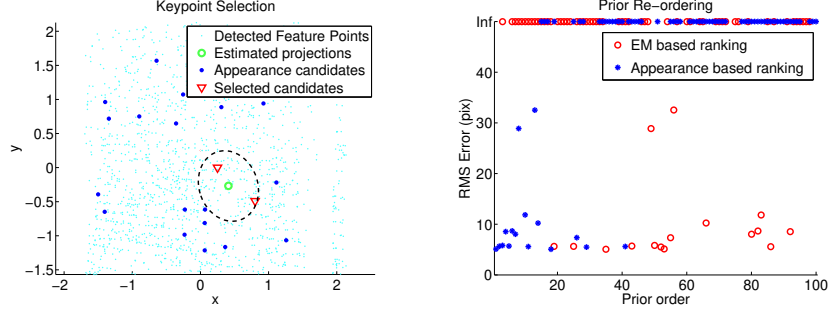 Keypoint Selection
2
1.5
1
0.5
0
−0.5
−1
−1.5
y
−2
−1
0
1
2
x
Detected Feature Points
Estimated projections
Appearance candidates
Selected candidates
Prior Re-ordering
Inf
40
30
20
10
0
RMS Error (pix)
20
40
60
80
100
Prior order
EM based ranking
Appearance based ranking